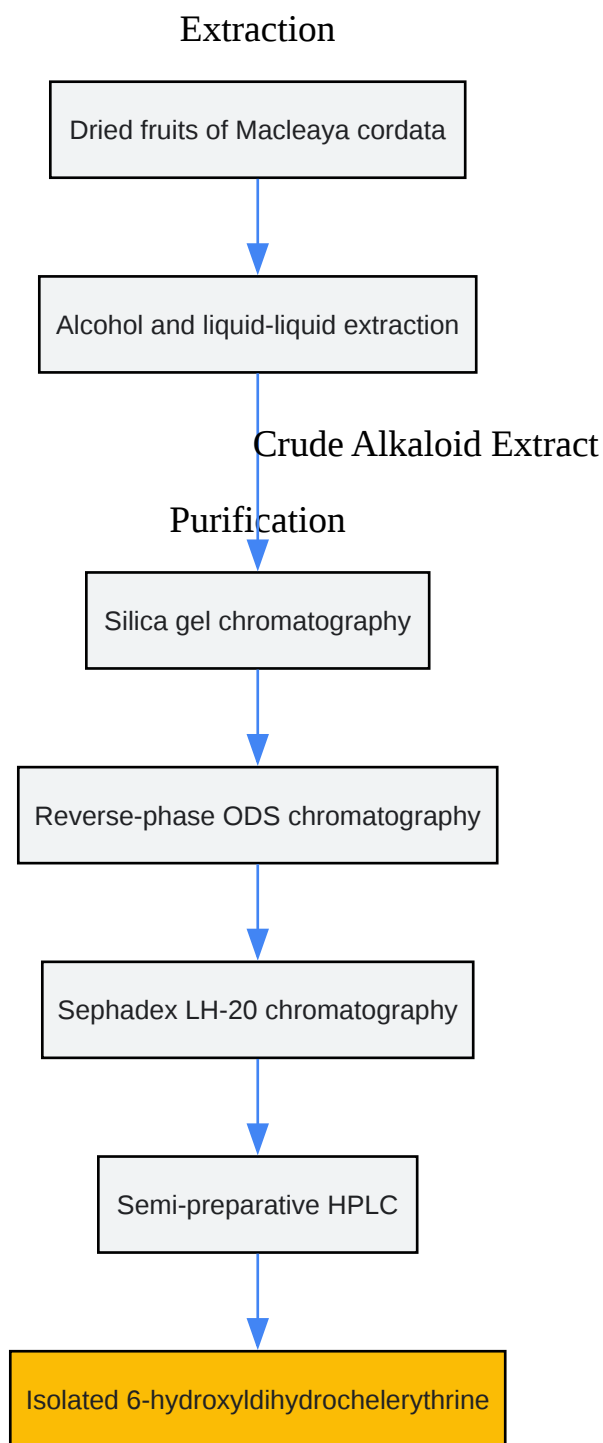 Extraction
Dried fruits of Macleaya cordata
Alcohol and liquid-liquid extraction
Crude Alkaloid Extract
Purification
Silica gel chromatography
Reverse-phase ODS chromatography
Sephadex LH-20 chromatography
Semi-preparative HPLC
Isolated 6-hydroxyldihydrochelerythrine